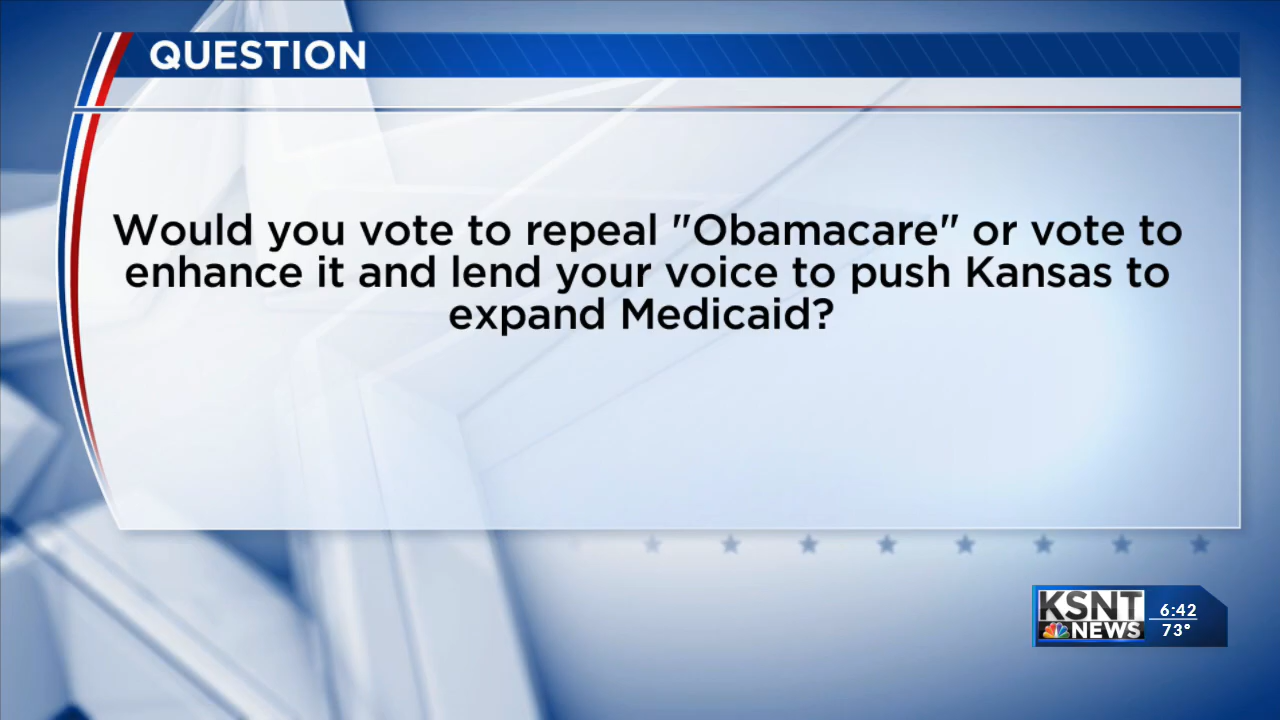 QUESTION
Would you vote to repeal "Obamacare" or vote to
enhance it and lend your voice to push Kansas to
expand Medicaid?
KSNT
NEWS
6:42
73°